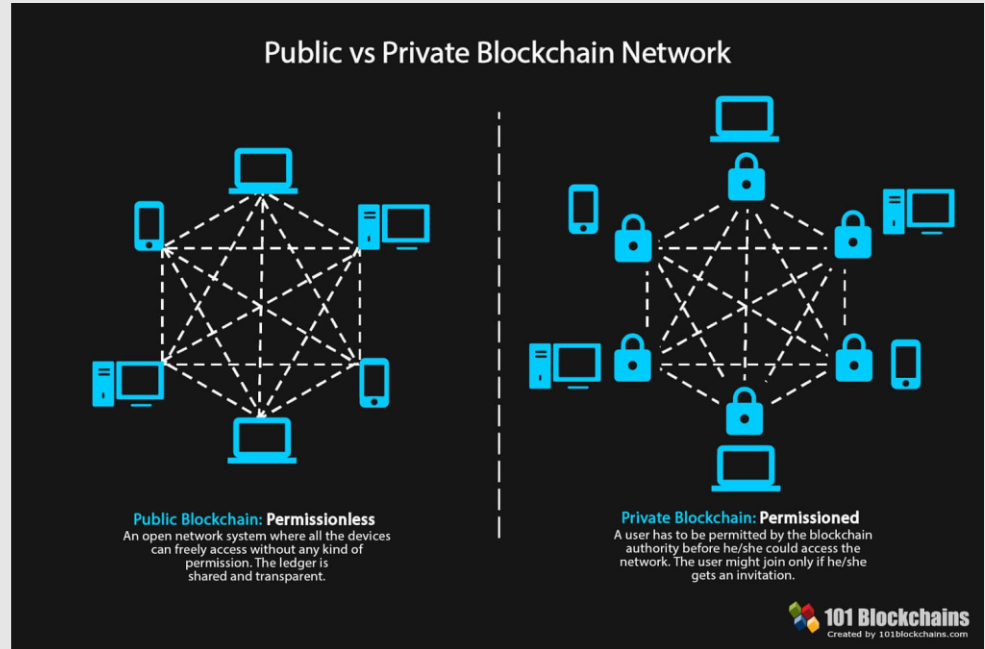 Public vs Private Blockchain Network
Public Blockchain: Permissionless
An open network system where all the devices
can freely access without any kind of
permission. The ledger is
shared and transparent.
Private Blockchain: Permissioned
A user has to be permitted by the blockchain
authority before he/she could access the
network. The user might join only if he/she
gets an invitation.
101 Blockchains
Created by 101blockchains.com